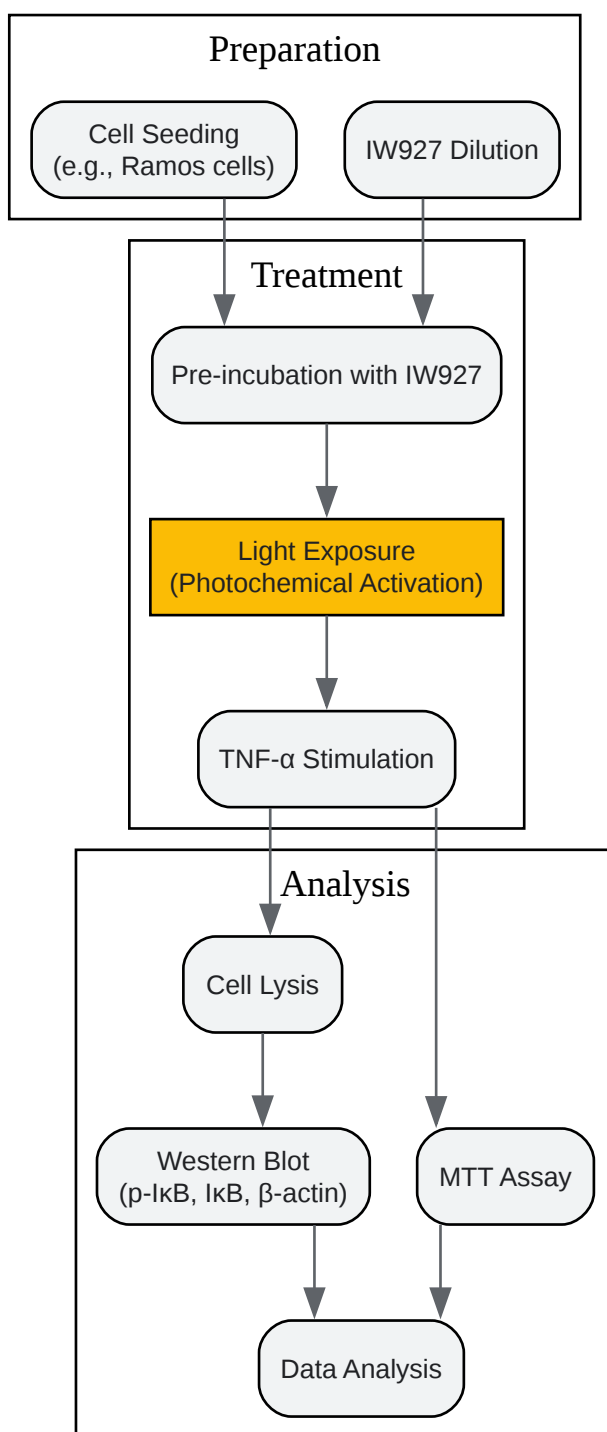 Preparation
Cell Seeding
(e.g., Ramos cells)
IW927 Dilution
Treatment
Pre-incubation with IW927
Light Exposure
(Photochemical Activation)
TNF-α Stimulation
Analysis
Cell Lysis
Western Blot
(p-IκB, IκB, β-actin)
MTT Assay
Data Analysis